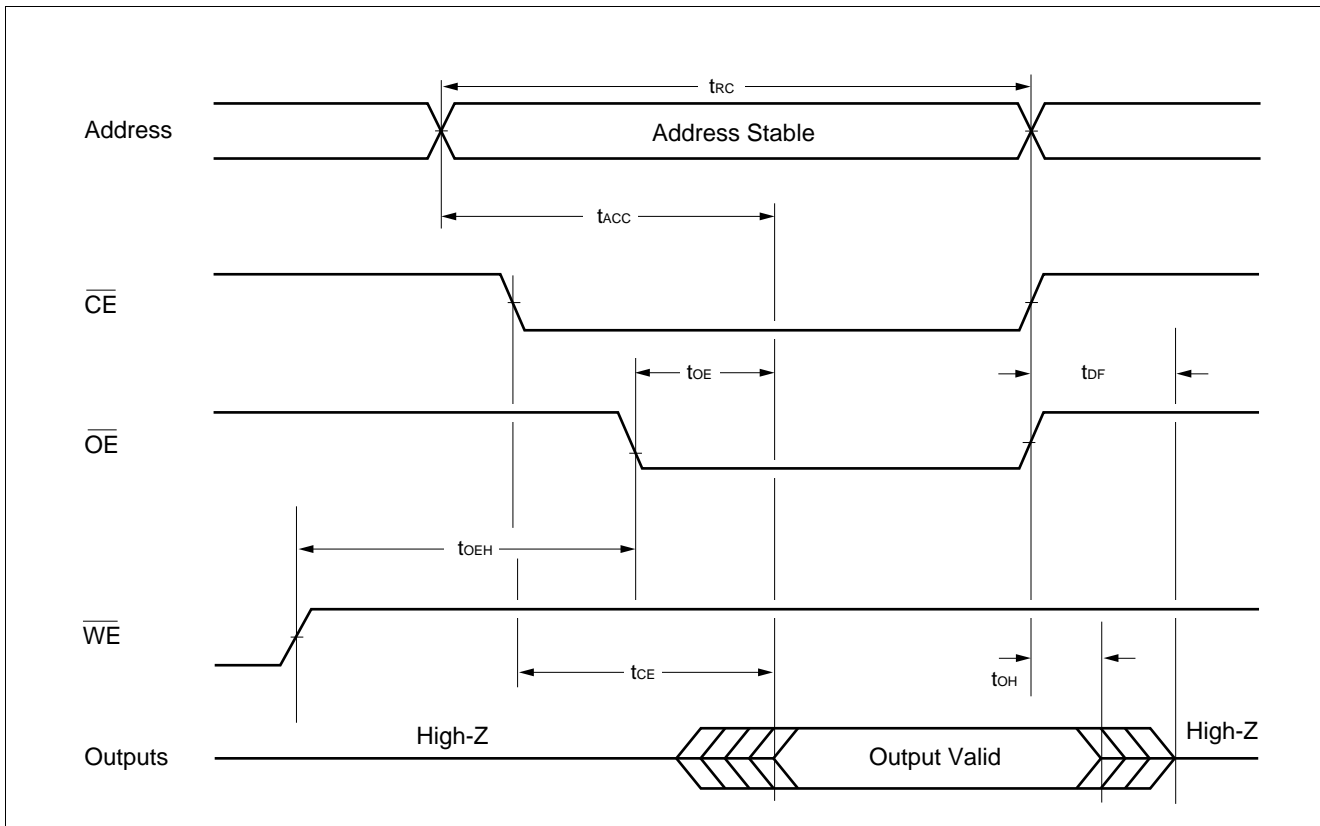 tRC
Address
Address Stable
tACC
CE
tOE
tDF
OE
tOEH
WE
tCE
tOH
High-Z
High-Z
Outputs
Output Valid